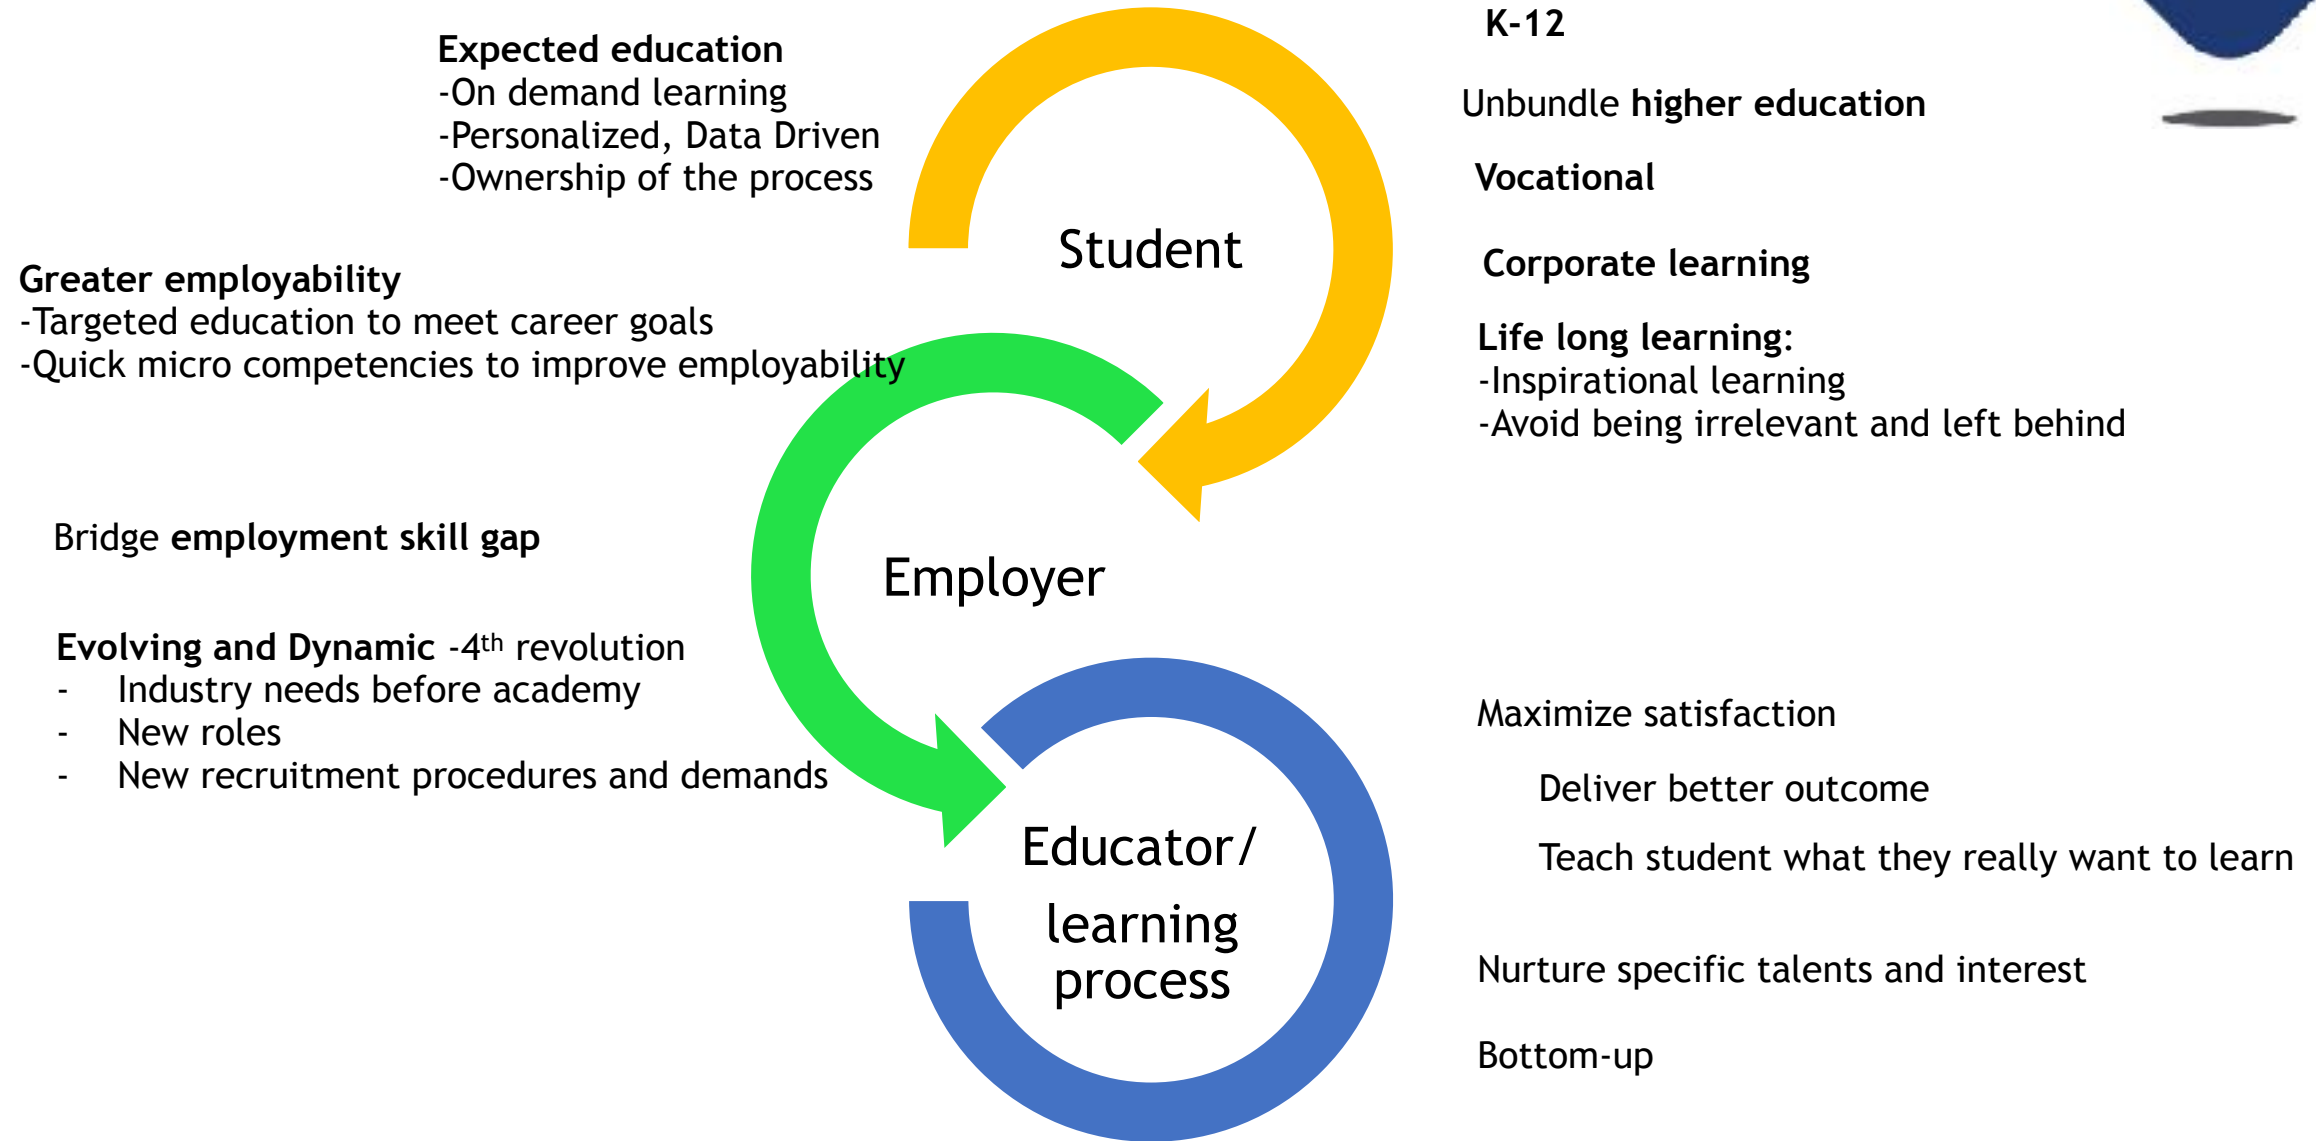 Expected education
-On demand learning
-Personalized, Data Driven
-Ownership of the process
Greater employability
-Targeted education to meet career goals
-Quick micro competencies to improve employability
Bridge employment skill gap
Evolving and Dynamic -4th revolution
- Industry needs before academy
- New roles
- New recruitment procedures and demands
Student
Employer
Educator/
learning
process
K-12
Unbundle higher education
Vocational
Corporate learning
Life long learning:
-Inspirational learning
-Avoid being irrelevant and left behind
Maximize satisfaction
Deliver better outcome
Teach student what they really want to learn
Nurture specific talents and interest
Bottom-up